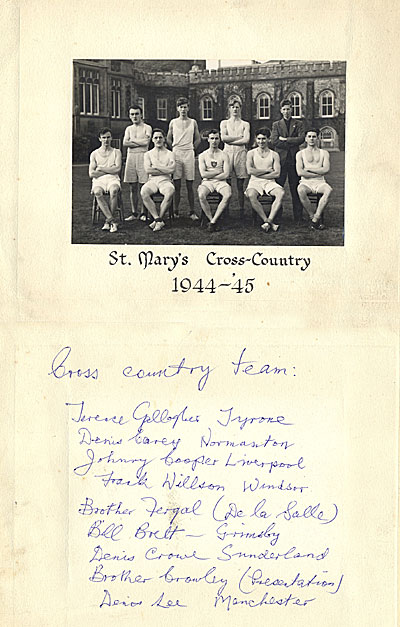 St. Mary's Cross-Country
1944-'45
Cross country team:
Terence Gallagher Tyrone
Denis Carey Normanton
Johnny Cooper Liverpool
Frank Willson Windsor
Brother Fergal (De la Salle)
Bill Brett - Grimsby
Denis Crowe Sunderland
Brother Crowley (Presentation)
Denis Lee Manchester